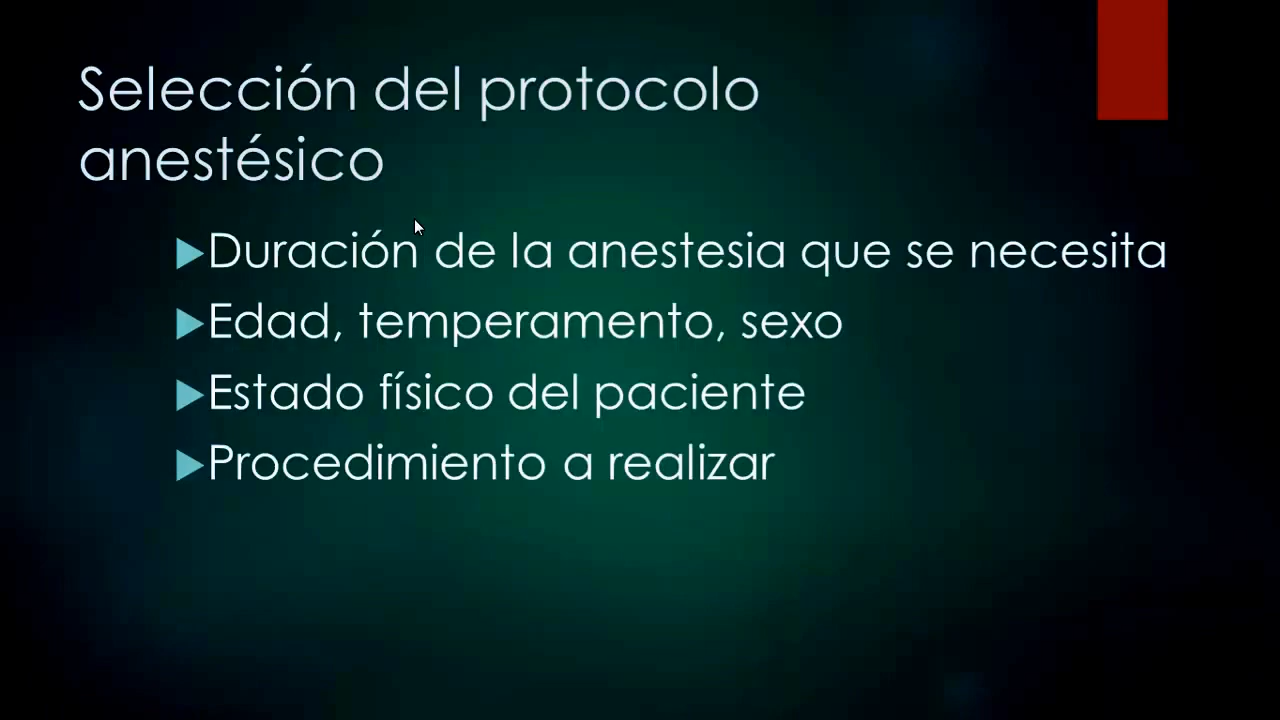 Selección del protocolo
anestésico
Duración de la anestesia que se necesita
Edad, temperamento, sexo
Estado físico del paciente
Procedimiento a realizar